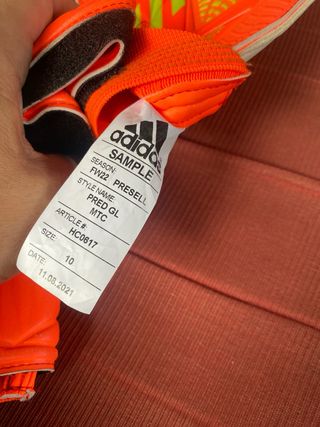 adidas
SAMPLE
SEASON: FW22 PRESELL
STYLE NAME: PRED GL
MTC
ARTICLE #: HC0617
SIZE: 10
DATE: 11.08.2021